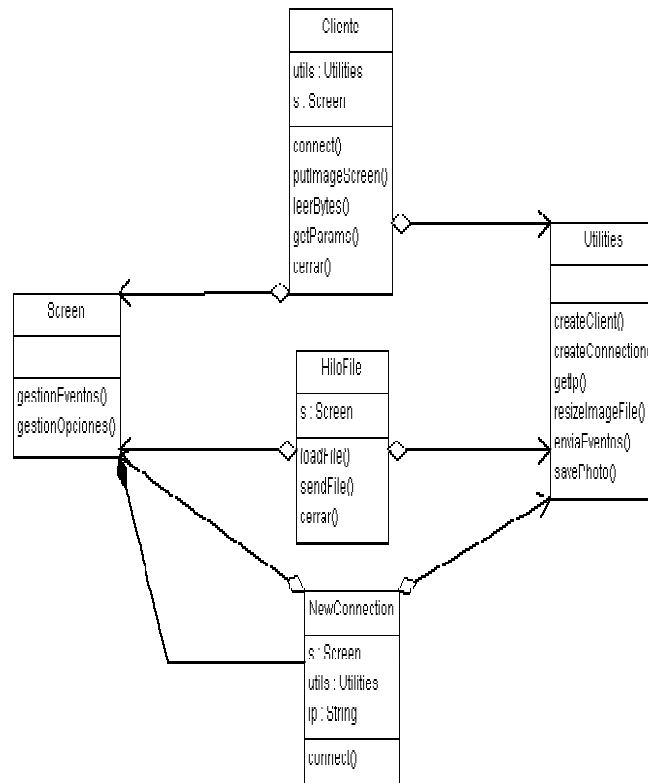 Cliente
utils : Utilities
s : Screen
connect()
putImageScreen()
leerBytes()
getParams()
cerrar()
Utilities
createClient()
createConnection
getIp()
resizeImageFile()
enviaEventos()
savePhoto()
Screen
gestionEventos()
gestionOpciones()
HiloFile
s : Screen
loadFile()
sendFile()
cerrar()
NewConnection
s : Screen
utils : Utilities
ip : String
connect()